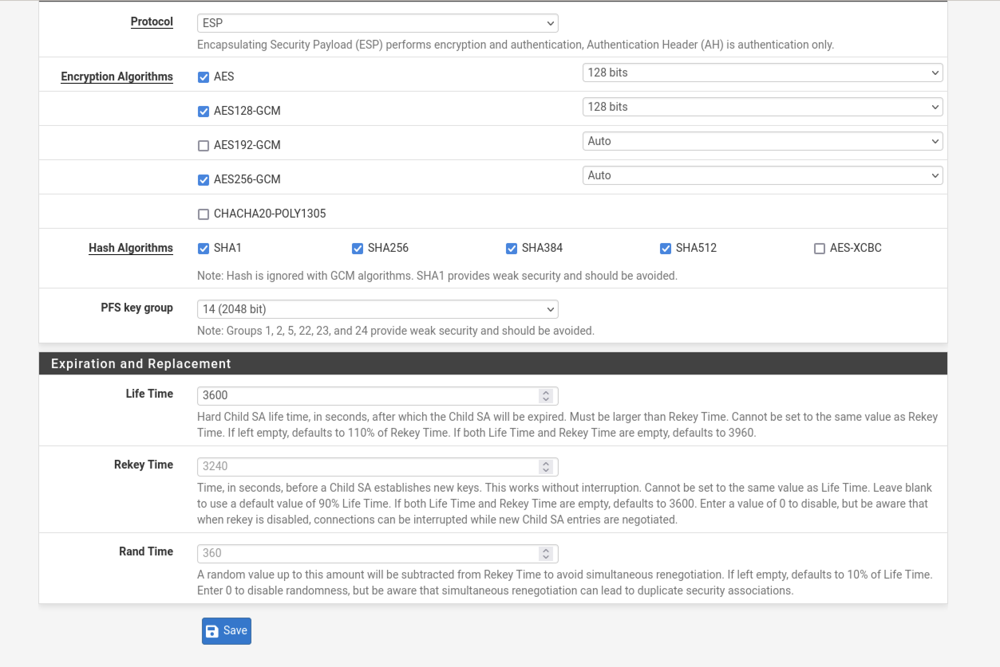 Protocol
ESP
Encapsulating Security Payload (ESP) performs encryption and authentication, Authentication Header (AH) is authentication only.
Encryption Algorithms
AES
128 bits
AES128-GCM
128 bits
AES192-GCM
Auto
AES256-GCM
Auto
CHACHA20-POLY1305
Hash Algorithms
SHA1
SHA256
SHA384
SHA512
AES-XCBC
Note: Hash is ignored with GCM algorithms. SHA1 provides weak security and should be avoided.
PFS key group
14 (2048 bit)
Note: Groups 1, 2, 5, 22, 23, and 24 provide weak security and should be avoided.
Expiration and Replacement
Life Time
3600
Hard Child SA life time, in seconds, after which the Child SA will be expired. Must be larger than Rekey Time. Cannot be set to the same value as Rekey
Time. If left empty, defaults to 110% of Rekey Time. If both Life Time and Rekey Time are empty, defaults to 3960.
Rekey Time
3240
Time, in seconds, before a Child SA establishes new keys. This works without interruption. Cannot be set to the same value as Life Time. Leave blank
to use a default value of 90% Life Time. If both Life Time and Rekey Time are empty, defaults to 3600. Enter a value of 0 to disable, but be aware that
when rekey is disabled, connections can be interrupted while new Child SA entries are negotiated.
Rand Time
360
A random value up to this amount will be subtracted from Rekey Time to avoid simultaneous renegotiation. If left empty, defaults to 10% of Life Time.
Enter 0 to disable randomness, but be aware that simultaneous renegotiation can lead to duplicate security associations.
Save